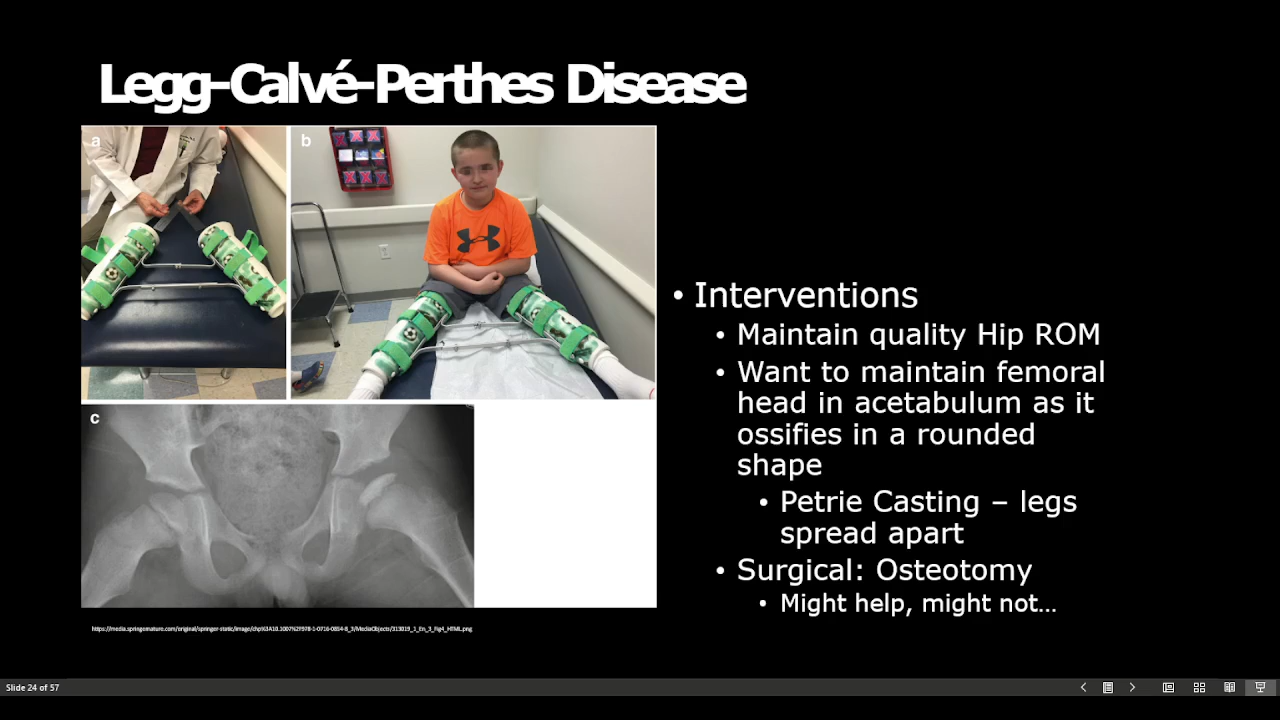 Legg-Calvé-Perthes Disease
a
b
c
• Interventions
• Maintain quality Hip ROM
• Want to maintain femoral
head in acetabulum as it
ossifies in a rounded
shape
• Petrie Casting – legs
spread apart
• Surgical: Osteotomy
• Might help, might not…
Slide 24 of 57